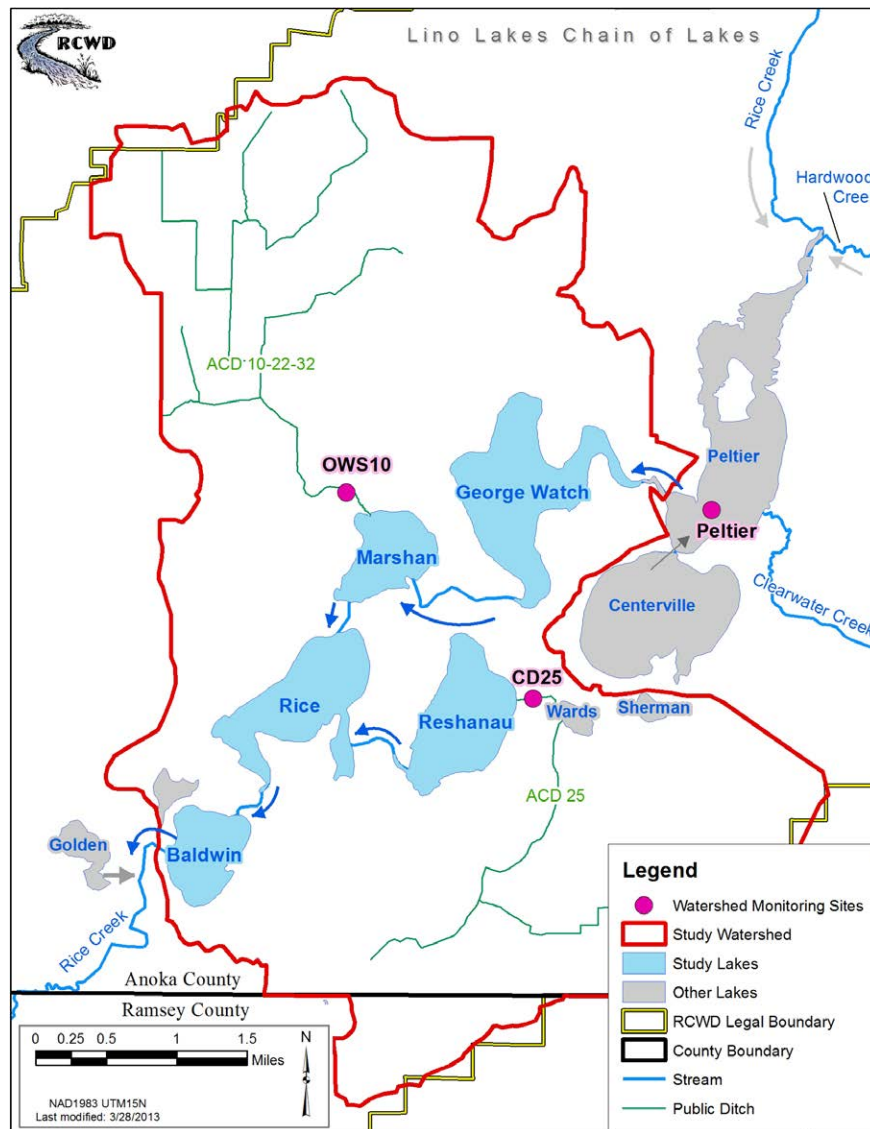 RCWD
Lino Lakes Chain of Lakes
Rice Creek
Hardwood
Creek
ACD 10-22-32
OWS10
George Watch
Peltier
Peltier
Marshan
Centerville
Clearwater Creek
CD25
Rice
Reshanau
Wards
Sherman
ACD 25
Golden
Baldwin
Rice Creek
Anoka County
Ramsey County
0 0.25 0.5 1 1.5
Miles
N
NAD1983 UTM15N
Last modified: 3/28/2013
Legend
Watershed Monitoring Sites
Study Watershed
Study Lakes
Other Lakes
RCWD Legal Boundary
County Boundary
Stream
Public Ditch